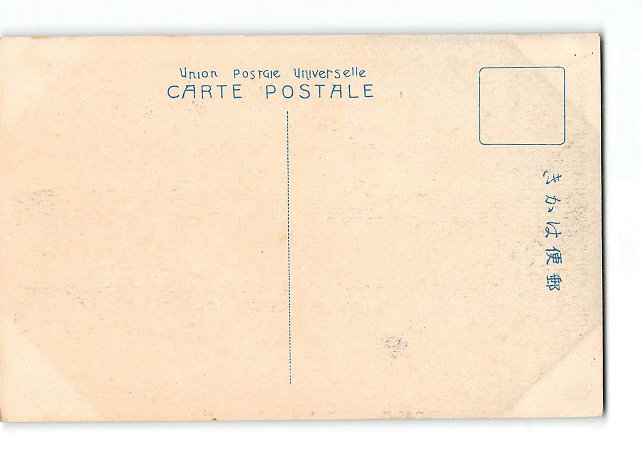 Union Postale Universelle
CARTE POSTALE
きかは便郵